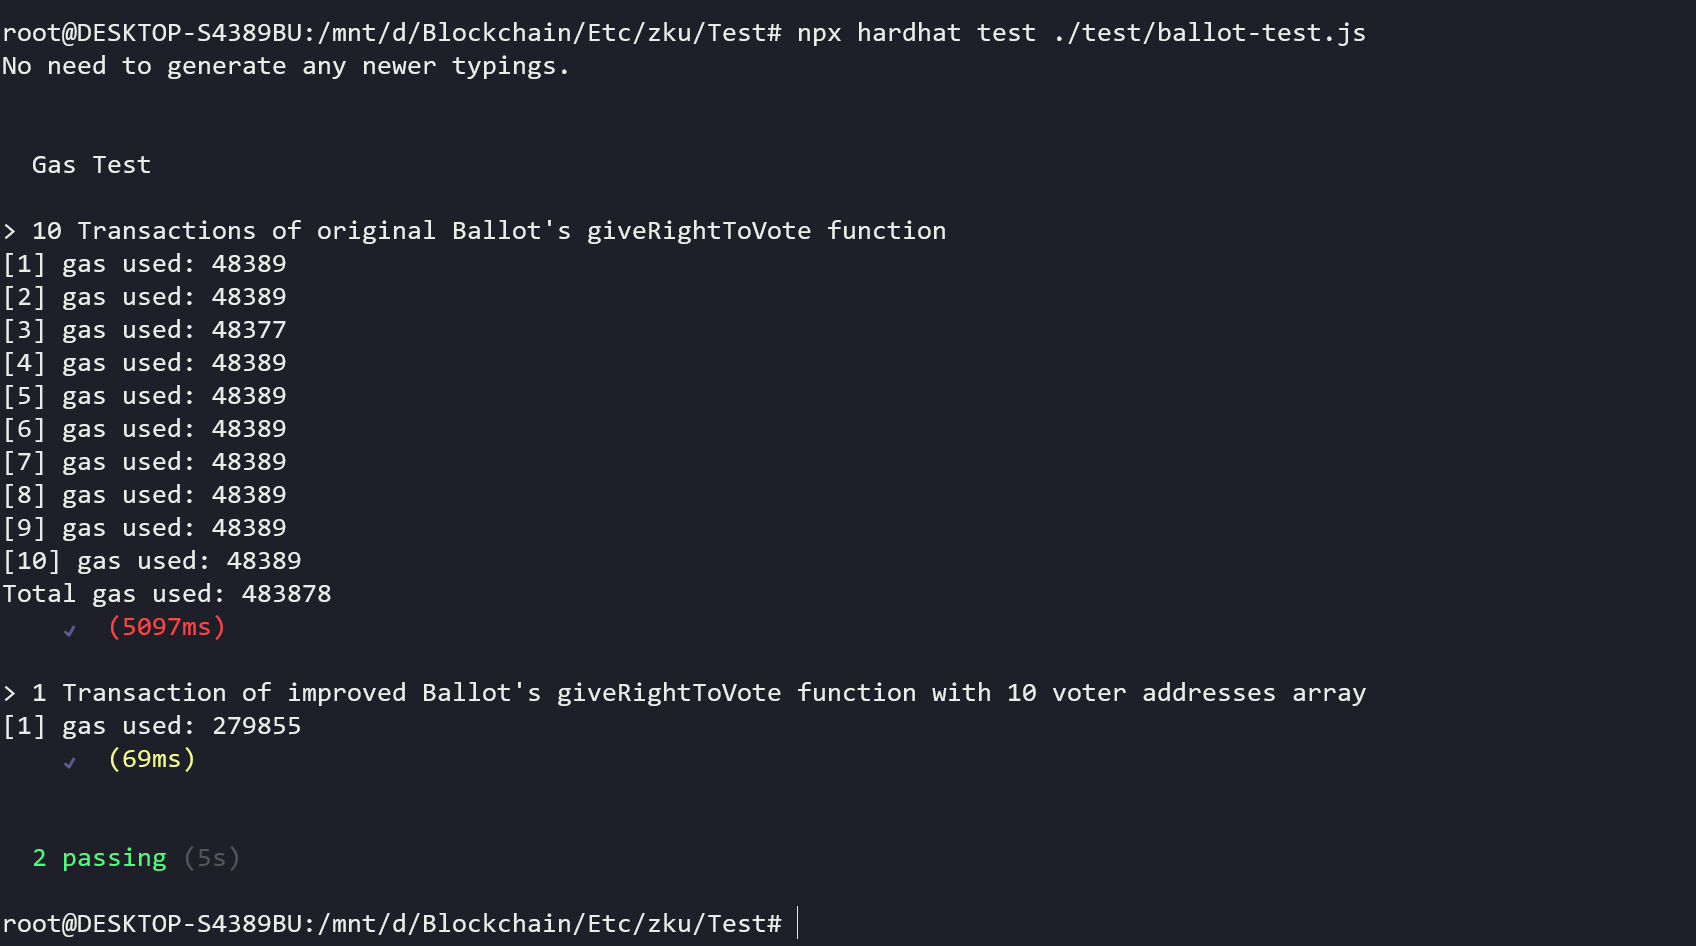 root@DESKTOP-S4389BU:/mnt/d/Blockchain/Etc/zku/Test# npx hardhat test ./test/ballot-test.js
No need to generate any newer typings.
Gas Test
> 10 Transactions of original Ballot's giveRightToVote function
[1] gas used: 48389
[2] gas used: 48389
[3] gas used: 48377
[4] gas used: 48389
[5] gas used: 48389
[6] gas used: 48389
[7] gas used: 48389
[8] gas used: 48389
[9] gas used: 48389
[10] gas used: 48389
Total gas used: 483878
✓ (5097ms)
> 1 Transaction of improved Ballot's giveRightToVote function with 10 voter addresses array
[1] gas used: 279855
✓ (69ms)
2 passing (5s)
root@DESKTOP-S4389BU:/mnt/d/Blockchain/Etc/zku/Test#